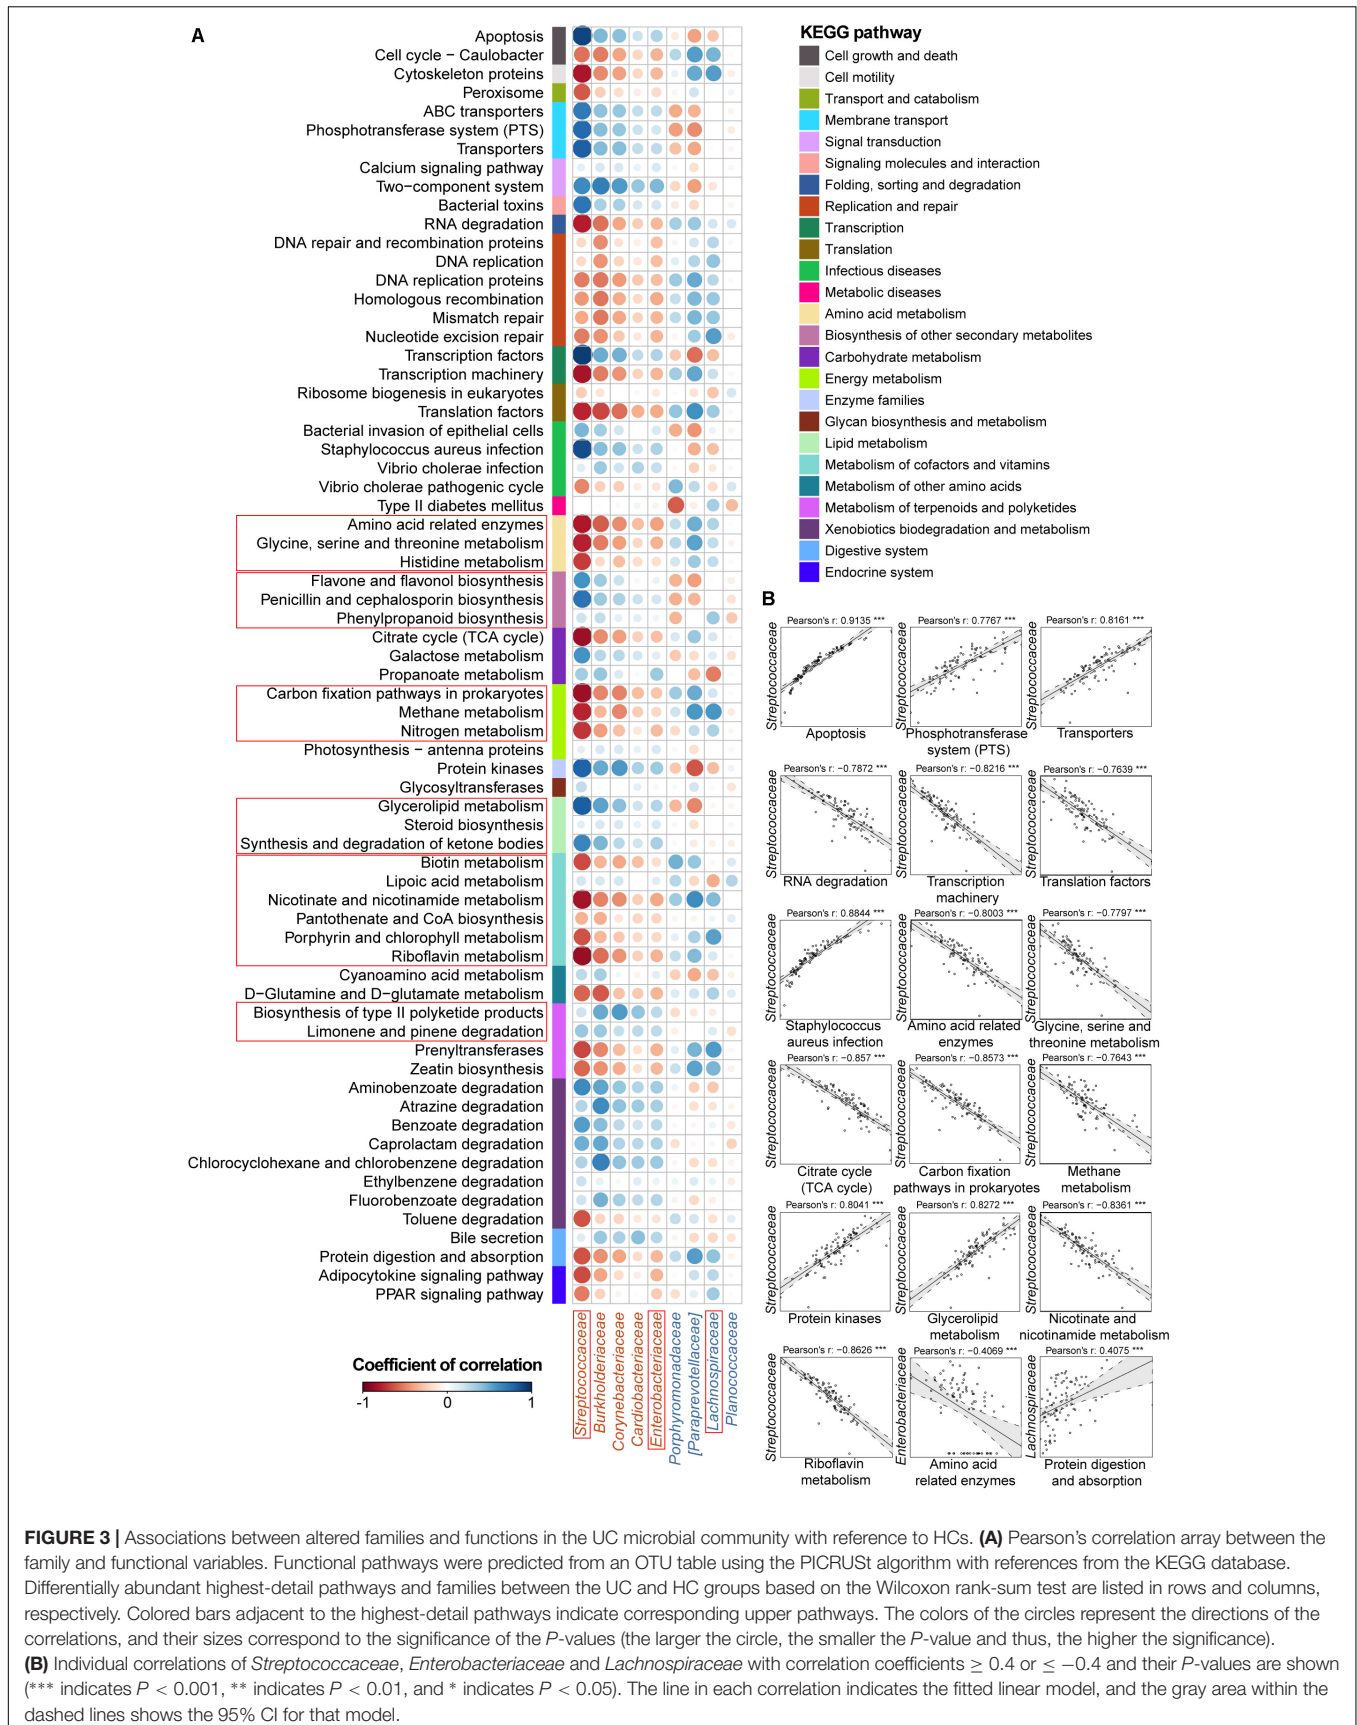 A
Apoptosis
Cell cycle − Caulobacter
Cytoskeleton proteins
Peroxisome
ABC transporters
Phosphotransferase system (PTS)
Transporters
Calcium signaling pathway
Two−component system
Bacterial toxins
RNA degradation
DNA repair and recombination proteins
DNA replication
DNA replication proteins
Homologous recombination
Mismatch repair
Nucleotide excision repair
Transcription factors
Transcription machinery
Ribosome biogenesis in eukaryotes
Translation factors
Bacterial invasion of epithelial cells
Staphylococcus aureus infection
Vibrio cholerae infection
Vibrio cholerae pathogenic cycle
Type II diabetes mellitus
Amino acid related enzymes
Glycine, serine and threonine metabolism
Histidine metabolism
Flavone and flavonol biosynthesis
Penicillin and cephalosporin biosynthesis
Phenylpropanoid biosynthesis
Citrate cycle (TCA cycle)
Galactose metabolism
Propanoate metabolism
Carbon fixation pathways in prokaryotes
Methane metabolism
Nitrogen metabolism
Photosynthesis − antenna proteins
Protein kinases
Glycosyltransferases
Glycerolipid metabolism
Steroid biosynthesis
Synthesis and degradation of ketone bodies
Biotin metabolism
Lipoic acid metabolism
Nicotinate and nicotinamide metabolism
Pantothenate and CoA biosynthesis
Porphyrin and chlorophyll metabolism
Riboflavin metabolism
Cyanoamino acid metabolism
D−Glutamine and D−glutamate metabolism
Biosynthesis of type II polyketide products
Limonene and pinene degradation
Prenyltransferases
Zeatin biosynthesis
Aminobenzoate degradation
Atrazine degradation
Benzoate degradation
Caprolactam degradation
Chlorocyclohexane and chlorobenzene degradation
Ethylbenzene degradation
Fluorobenzoate degradation
Toluene degradation
Bile secretion
Protein digestion and absorption
Adipocytokine signaling pathway
PPAR signaling pathway
Streptococcaceae
Burkholderiaceae
Corynebacteriaceae
Cardiobacteriaceae
Enterobacteriaceae
Porphyromonadaceae
[Paraprevotellaceae]
Lachnospiraceae
Planococcaceae
Coefficient of correlation
-1 0 1
KEGG pathway
Cell growth and death
Cell motility
Transport and catabolism
Membrane transport
Signal transduction
Signaling molecules and interaction
Folding, sorting and degradation
Replication and repair
Transcription
Translation
Infectious diseases
Metabolic diseases
Amino acid metabolism
Biosynthesis of other secondary metabolites
Carbohydrate metabolism
Energy metabolism
Enzyme families
Glycan biosynthesis and metabolism
Lipid metabolism
Metabolism of cofactors and vitamins
Metabolism of other amino acids
Metabolism of terpenoids and polyketides
Xenobiotics biodegradation and metabolism
Digestive system
Endocrine system
B
Pearson's r: 0.9135 ***
Streptococcaceae
Apoptosis
Pearson's r: 0.7767 ***
Streptococcaceae
Phosphotransferase
system (PTS)
Pearson's r: 0.8161 ***
Streptococcaceae
Transporters
Pearson's r: −0.7872 ***
Streptococcaceae
RNA degradation
Pearson's r: −0.8216 ***
Streptococcaceae
Transcription
machinery
Pearson's r: −0.7639 ***
Streptococcaceae
Translation factors
Pearson's r: 0.8844 ***
Streptococcaceae
Staphylococcus
aureus infection
Pearson's r: −0.8003 ***
Streptococcaceae
Amino acid related
enzymes
Pearson's r: −0.7797 ***
Streptococcaceae
Glycine, serine and
threonine metabolism
Pearson's r: −0.857 ***
Streptococcaceae
Citrate cycle
(TCA cycle)
Pearson's r: −0.8573 ***
Streptococcaceae
Carbon fixation
pathways in prokaryotes
Pearson's r: −0.7643 ***
Streptococcaceae
Methane
metabolism
Pearson's r: 0.8041 ***
Streptococcaceae
Protein kinases
Pearson's r: 0.8272 ***
Streptococcaceae
Glycerolipid
metabolism
Pearson's r: −0.8361 ***
Streptococcaceae
Nicotinate and
nicotinamide metabolism
Pearson's r: −0.8626 ***
Streptococcaceae
Riboflavin
metabolism
Pearson's r: −0.4069 ***
Enterobacteriaceae
Amino acid
related enzymes
Pearson's r: 0.4075 ***
Lachnospiraceae
Protein digestion
and absorption
FIGURE 3 | Associations between altered families and functions in the UC microbial community with reference to HCs. (A) Pearson's correlation array between the
family and functional variables. Functional pathways were predicted from an OTU table using the PICRUSt algorithm with references from the KEGG database.
Differentially abundant highest-detail pathways and families between the UC and HC groups based on the Wilcoxon rank-sum test are listed in rows and columns,
respectively. Colored bars adjacent to the highest-detail pathways indicate corresponding upper pathways. The colors of the circles represent the directions of the
correlations, and their sizes correspond to the significance of the P-values (the larger the circle, the smaller the P-value and thus, the higher the significance).
(B) Individual correlations of Streptococcaceae, Enterobacteriaceae and Lachnospiraceae with correlation coefficients ≥ 0.4 or ≤ −0.4 and their P-values are shown
(*** indicates P < 0.001, ** indicates P < 0.01, and * indicates P < 0.05). The line in each correlation indicates the fitted linear model, and the gray area within the
dashed lines shows the 95% CI for that model.